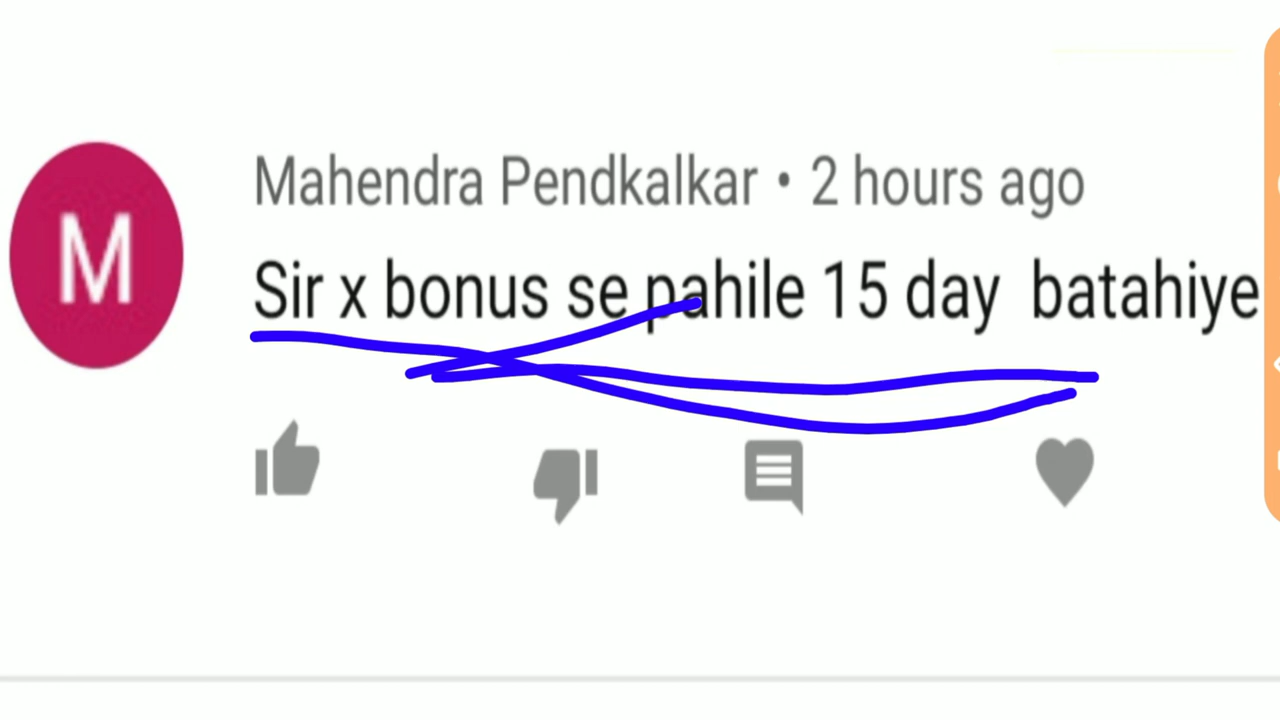 M
Mahendra Pendkalkar • 2 hours ago
Sir x bonus se pahile 15 day batahiye